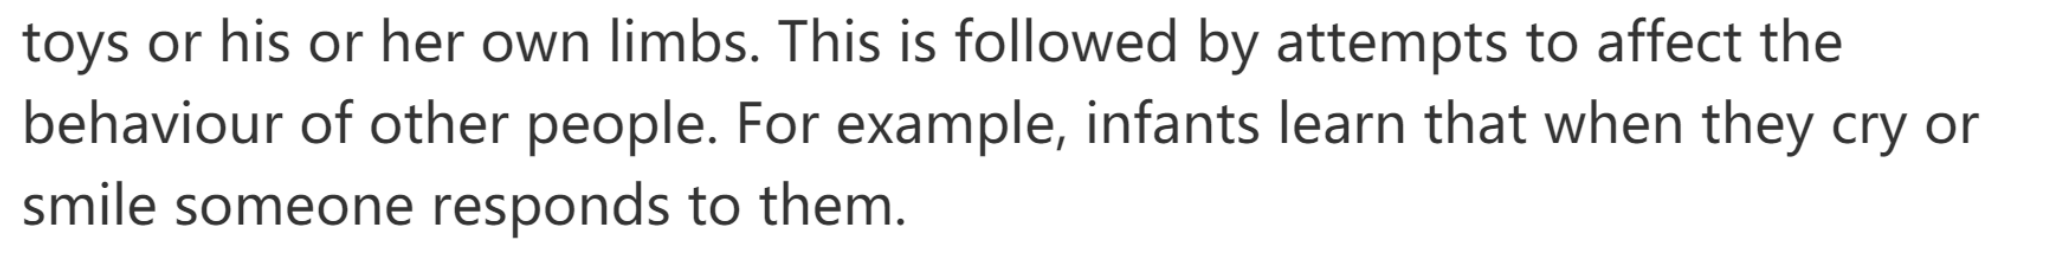 toys or his or her own limbs. This is followed by attempts to affect the
behaviour of other people. For example, infants learn that when they cry or
smile someone responds to them.